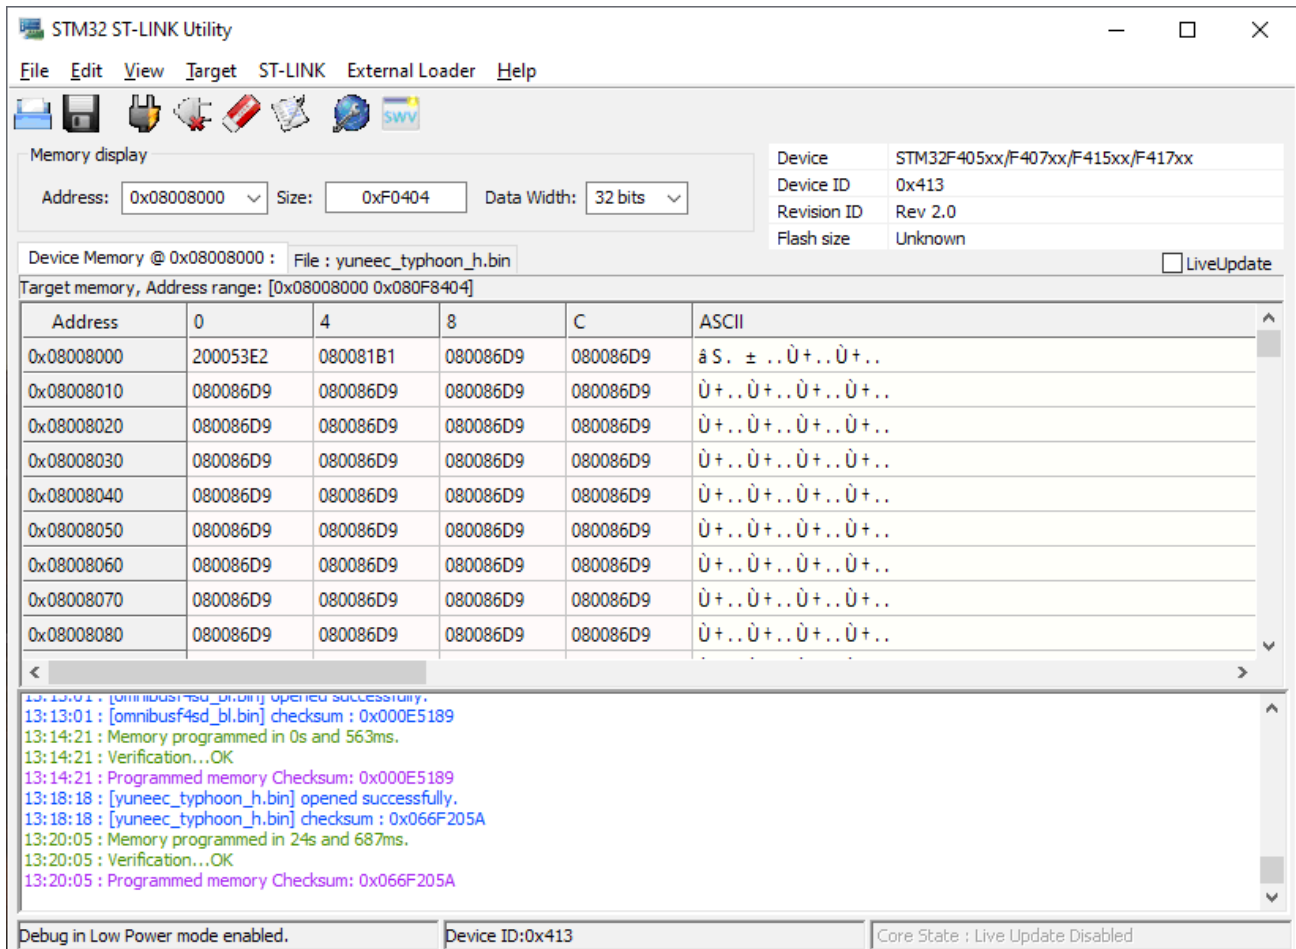 STM32 ST-LINK Utility
File Edit View Target ST-LINK External Loader Help
SWV
Memory display
Address: 0x08008000 Size: 0xF0404 Data Width: 32 bits
Device STM32F405xx/F407xx/F415xx/F417xx
Device ID 0x413
Revision ID Rev 2.0
Flash size Unknown
Device Memory @ 0x08008000 : File : yuneec_typhoon_h.bin
LiveUpdate
Target memory, Address range: [0x08008000 0x080F8404]
Address 0 4 8 C ASCII
0x08008000 200053E2 080081B1 080086D9 080086D9 âS. ± ..Ù†..Ù†..
0x08008010 080086D9 080086D9 080086D9 080086D9 Ù†..Ù†..Ù†..Ù†..
0x08008020 080086D9 080086D9 080086D9 080086D9 Ù†..Ù†..Ù†..Ù†..
0x08008030 080086D9 080086D9 080086D9 080086D9 Ù†..Ù†..Ù†..Ù†..
0x08008040 080086D9 080086D9 080086D9 080086D9 Ù†..Ù†..Ù†..Ù†..
0x08008050 080086D9 080086D9 080086D9 080086D9 Ù†..Ù†..Ù†..Ù†..
0x08008060 080086D9 080086D9 080086D9 080086D9 Ù†..Ù†..Ù†..Ù†..
0x08008070 080086D9 080086D9 080086D9 080086D9 Ù†..Ù†..Ù†..Ù†..
0x08008080 080086D9 080086D9 080086D9 080086D9 Ù†..Ù†..Ù†..Ù†..
13:13:01 : [omnibusf4sd_bl.bin] opened successfully.
13:13:01 : [omnibusf4sd_bl.bin] checksum : 0x000E5189
13:14:21 : Memory programmed in 0s and 563ms.
13:14:21 : Verification...OK
13:14:21 : Programmed memory Checksum: 0x000E5189
13:18:18 : [yuneec_typhoon_h.bin] opened successfully.
13:18:18 : [yuneec_typhoon_h.bin] checksum : 0x066F205A
13:20:05 : Memory programmed in 24s and 687ms.
13:20:05 : Verification...OK
13:20:05 : Programmed memory Checksum: 0x066F205A
Debug in Low Power mode enabled. Device ID:0x413 Core State : Live Update Disabled